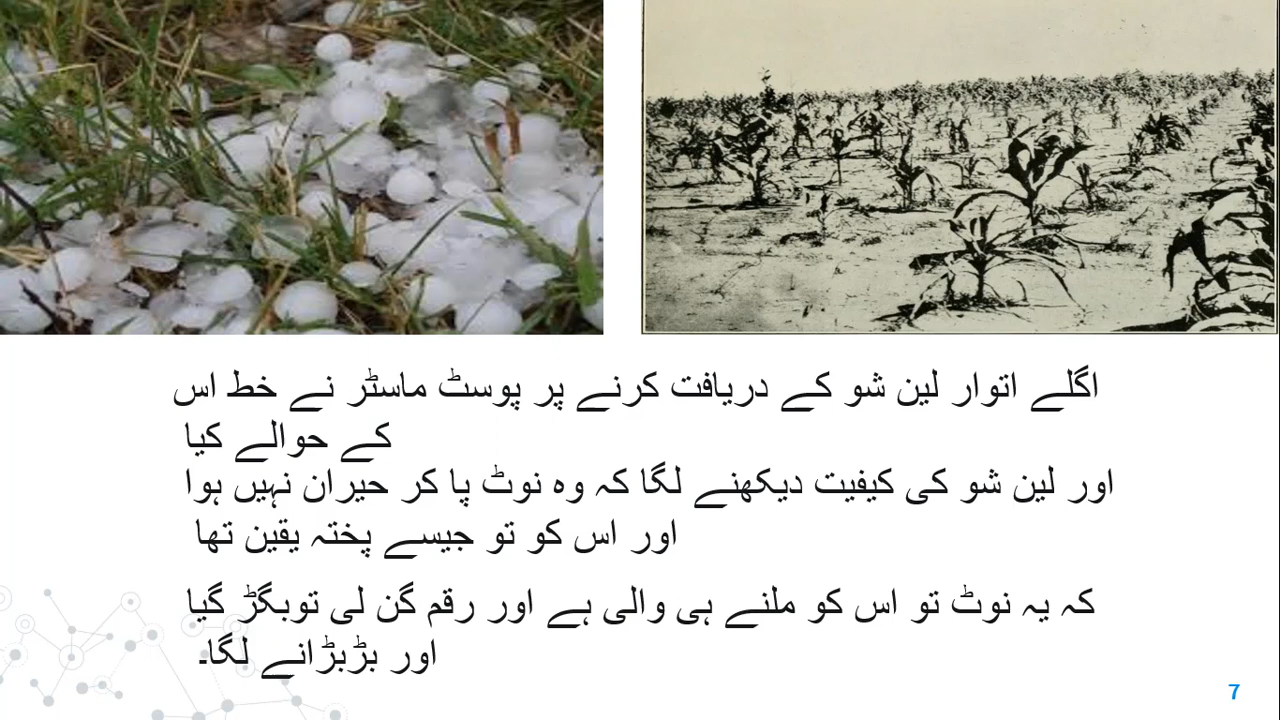 اگلے اتوار لین شو کے دریافت کرنے پر پوسٹ ماسٹر نے خط اس
کے حوالے کیا
اور لین شو کی کیفیت دیکھنے لگا کہ وہ نوٹ پا کر حیران نہیں ہوا
اور اس کو تو جیسے پختہ یقین تھا
کہ یہ نوٹ تو اس کو ملنے ہی والی ہے اور رقم گن لی توبگڑ گیا
اور بڑبڑانے لگا۔
7